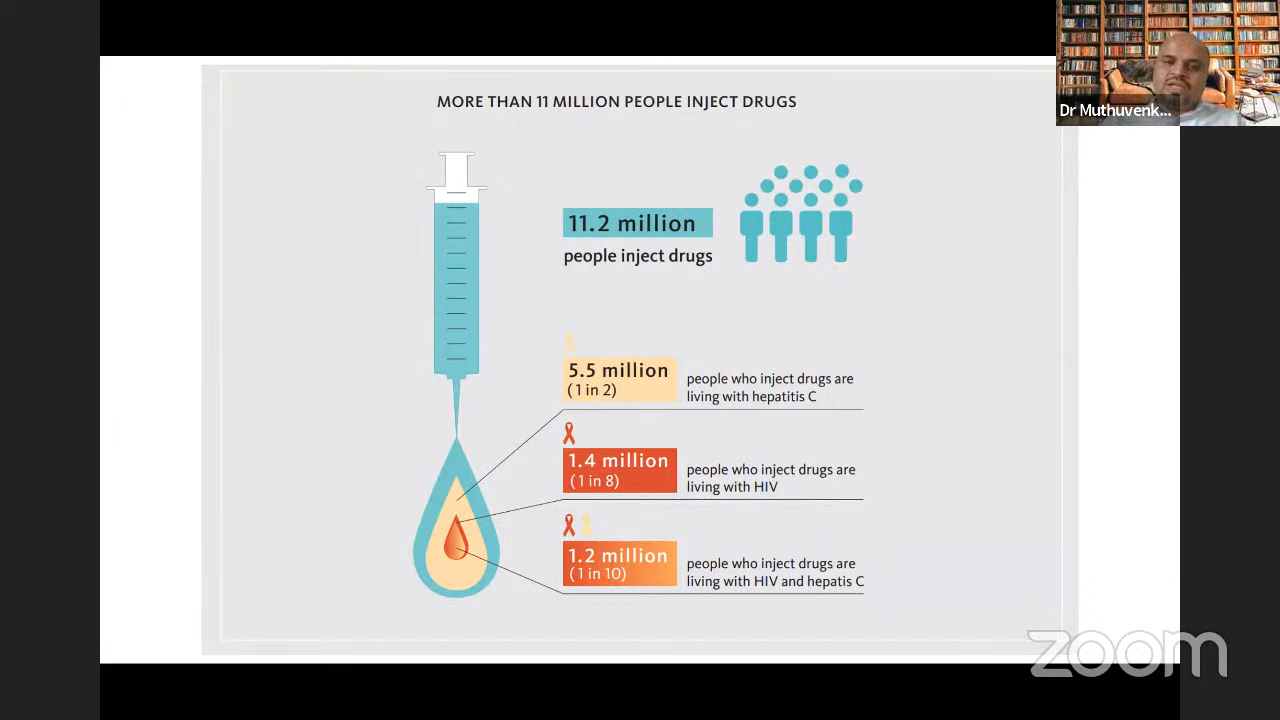 MORE THAN 11 MILLION PEOPLE INJECT DRUGS
Dr Muthuvenk...
11.2 million
people inject drugs
5.5 million
(1 in 2)
people who inject drugs are
living with hepatitis C
1.4 million
(1 in 8)
people who inject drugs are
living with HIV
1.2 million
(1 in 10)
people who inject drugs are
living with HIV and hepatis C
zoom